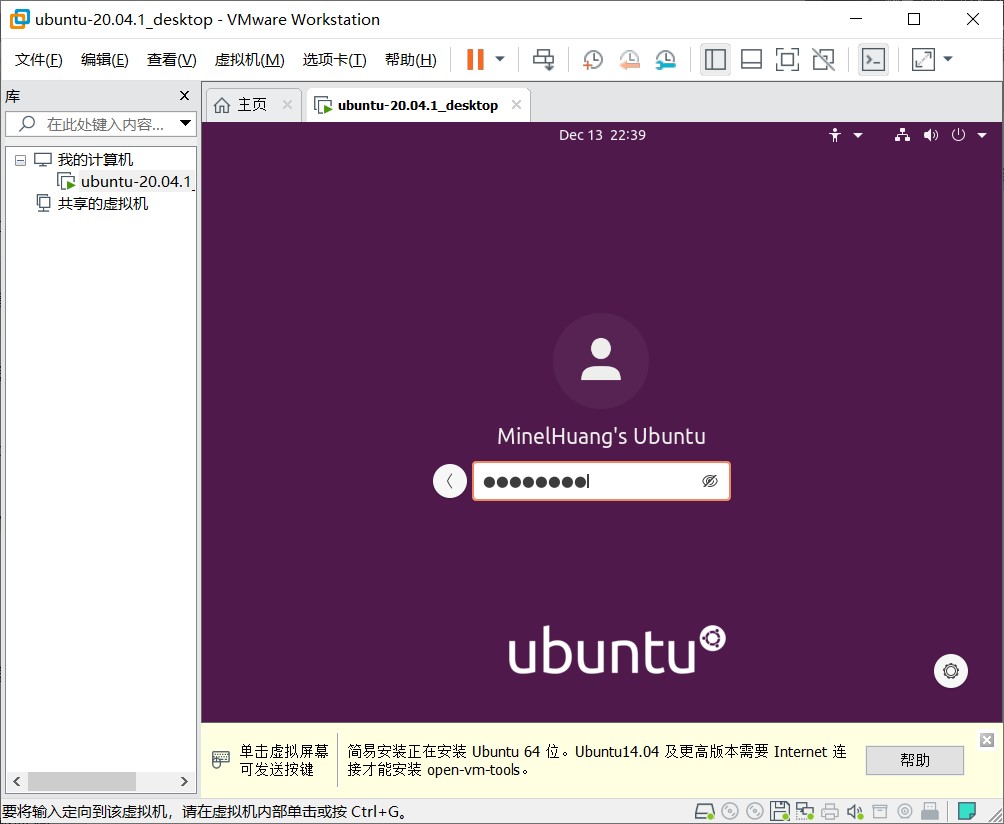 ubuntu-20.04.1_desktop - VMware Workstation
文件(F) 编辑(E) 查看(V) 虚拟机(M) 选项卡(T) 帮助(H)
库
在此处键入内容...
我的计算机
ubuntu-20.04.1_
共享的虚拟机
主页
ubuntu-20.04.1_desktop
Dec 13 22:39
MinelHuang's Ubuntu
ubuntu
单击虚拟屏幕
可发送按键
简易安装正在安装 Ubuntu 64 位。Ubuntu14.04 及更高版本需要 Internet 连
接才能安装 open-vm-tools。
帮助
要将输入定向到该虚拟机，请在虚拟机内部单击或按 Ctrl+G。